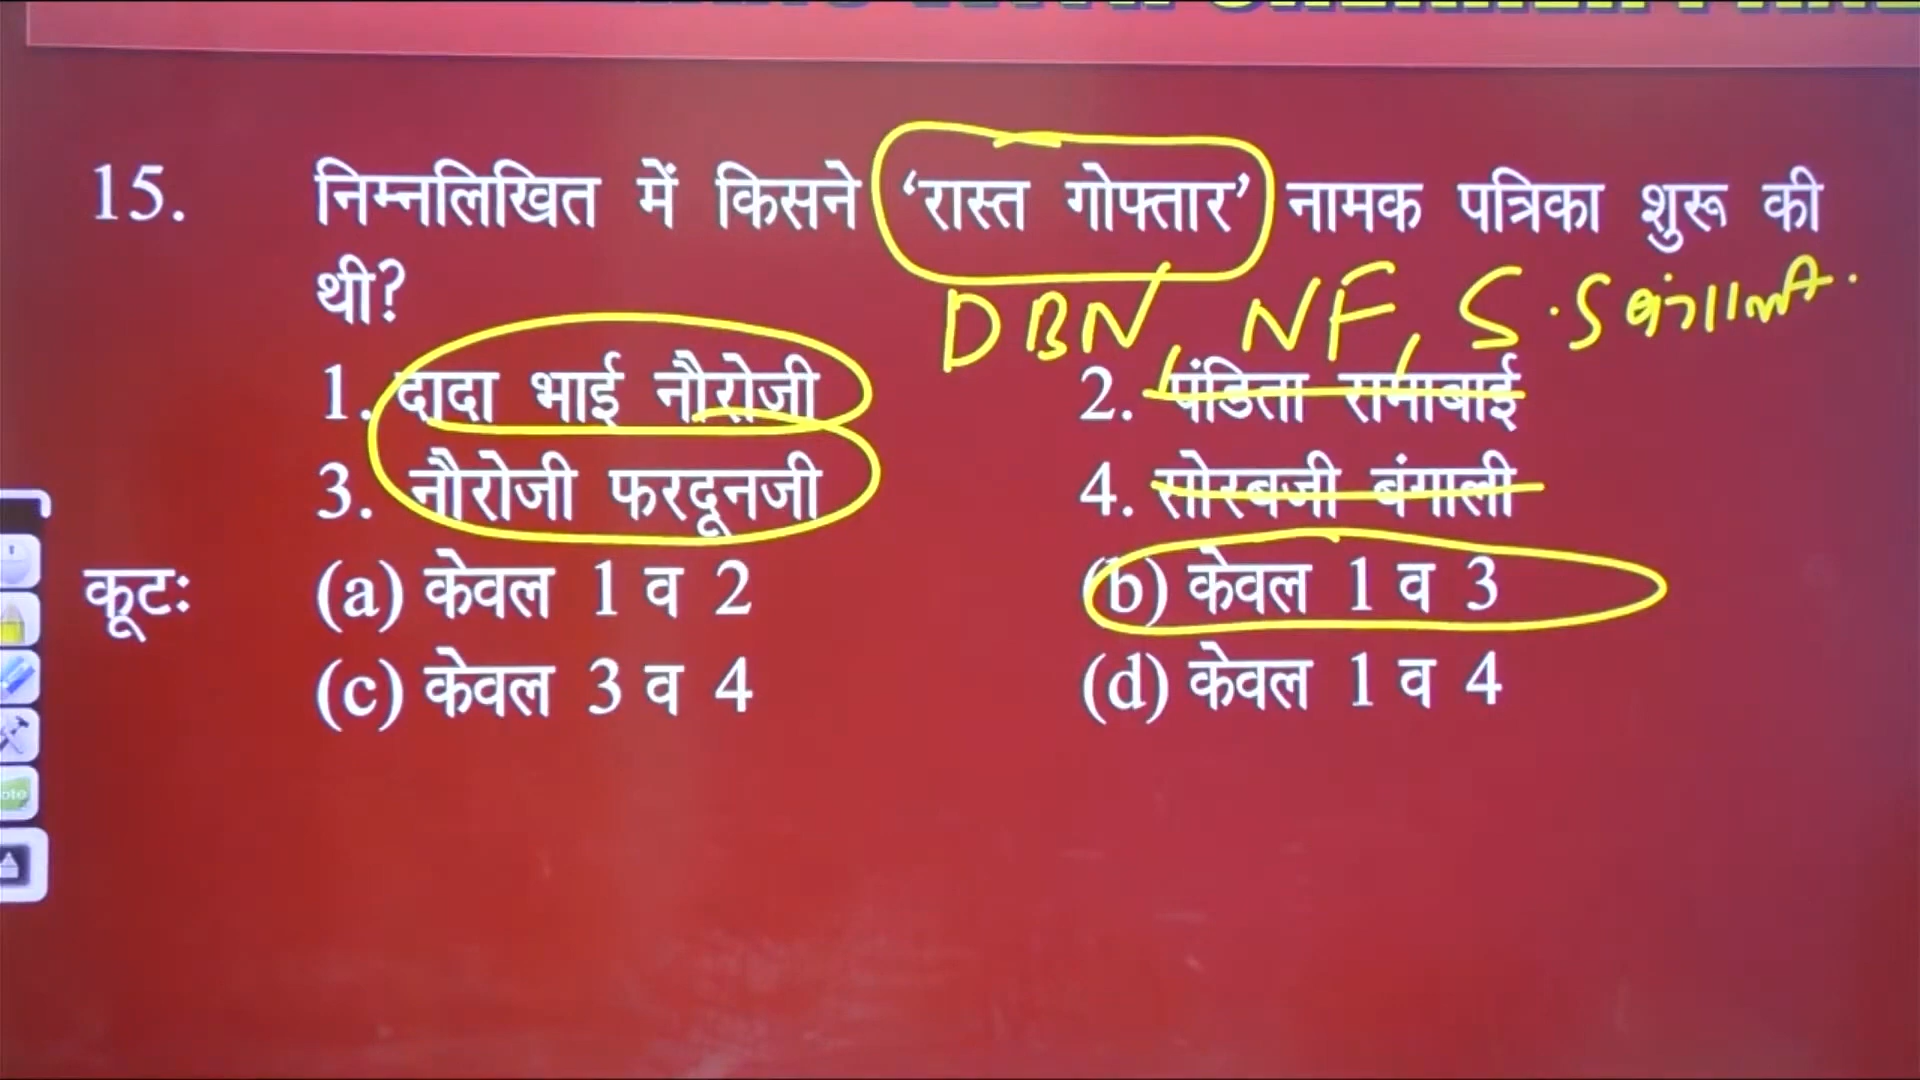 15. निम्नलिखित में किसने ‘रास्त गोफ्तार’ नामक पत्रिका शुरू की
थी?
DBN, NF, S.S बंगाली.
1. दादा भाई नौरोजी 2. पंडिता रामाबाई
3. नौरोजी फरदूनजी 4. सोरबजी बंगाली
कूटः (a) केवल 1 व 2 (b) केवल 1 व 3
(c) केवल 3 व 4 (d) केवल 1 व 4